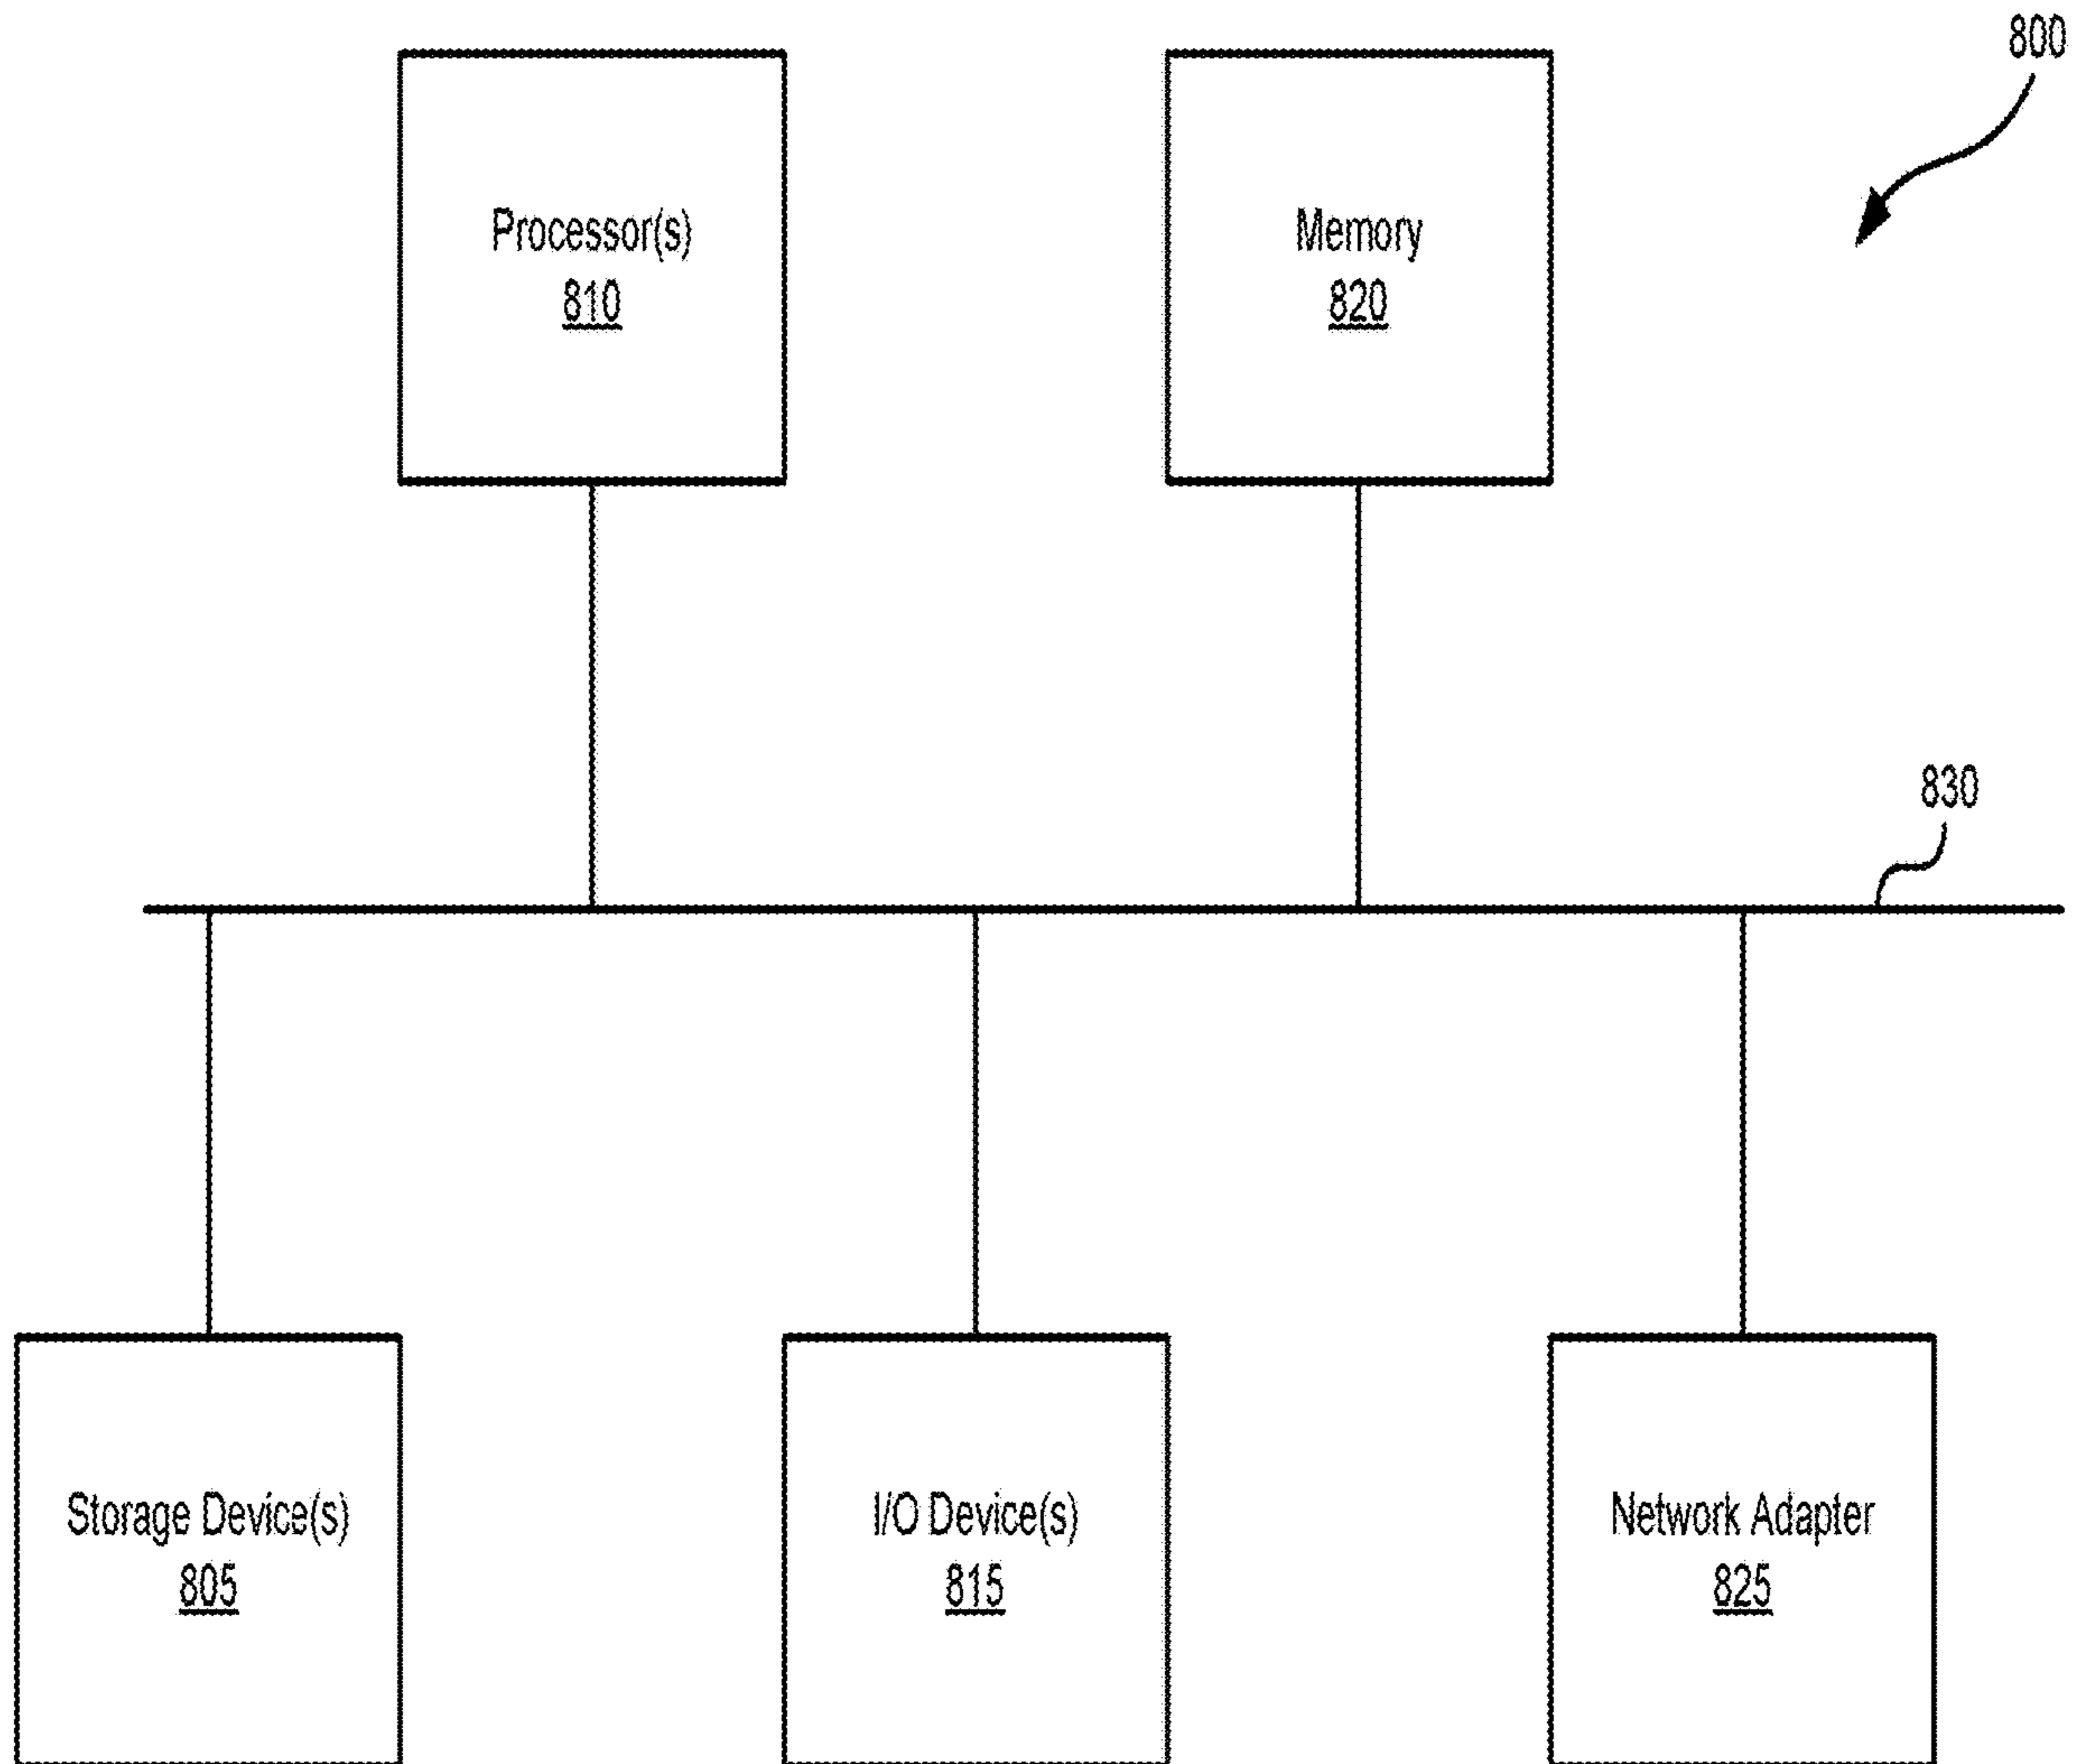 800
Processor(s)
810
Memory
820
830
Storage Device(s)
805
I/O Device(s)
815
Network Adapter
825